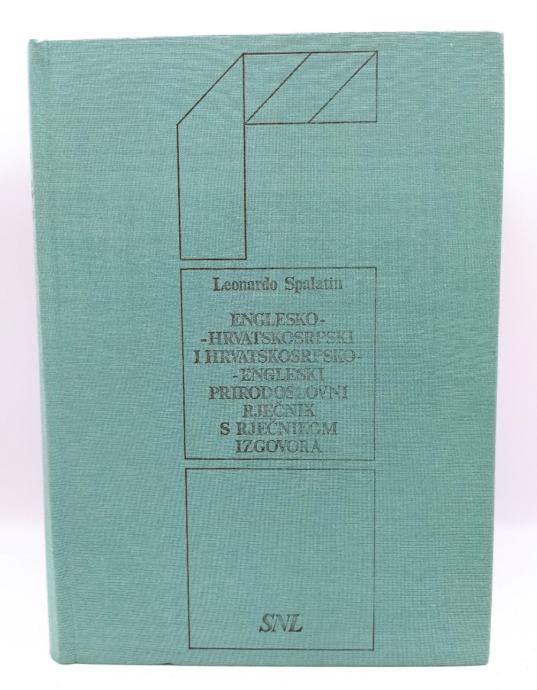 Leonardo Spalatin
ENGLESKO-
-HRVATSKOSRPSKI
I HRVATSKOSRPSKO-
-ENGLESKI
PRIRODOSLOVNI
RJEČNIK
S RJEČNIKOM
IZGOVORA
SNL